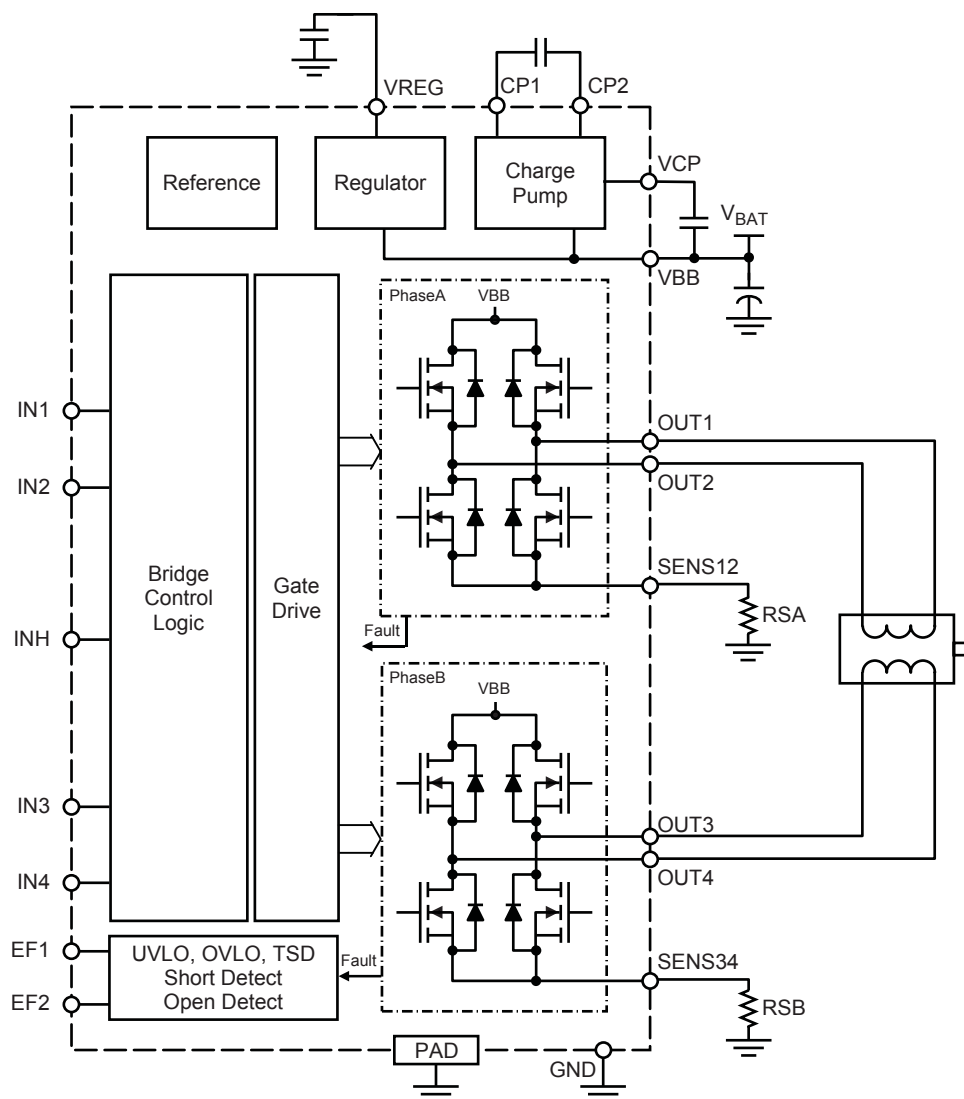 VREG
CP1
CP2
Reference
Regulator
Charge
Pump
VCP
VBAT
VBB
PhaseA
VBB
IN1
IN2
INH
IN3
IN4
Bridge
Control
Logic
Gate
Drive
OUT1
OUT2
SENS12
RSA
Fault
PhaseB
VBB
OUT3
OUT4
EF1
EF2
UVLO, OVLO, TSD
Short Detect
Open Detect
Fault
SENS34
RSB
PAD
GND